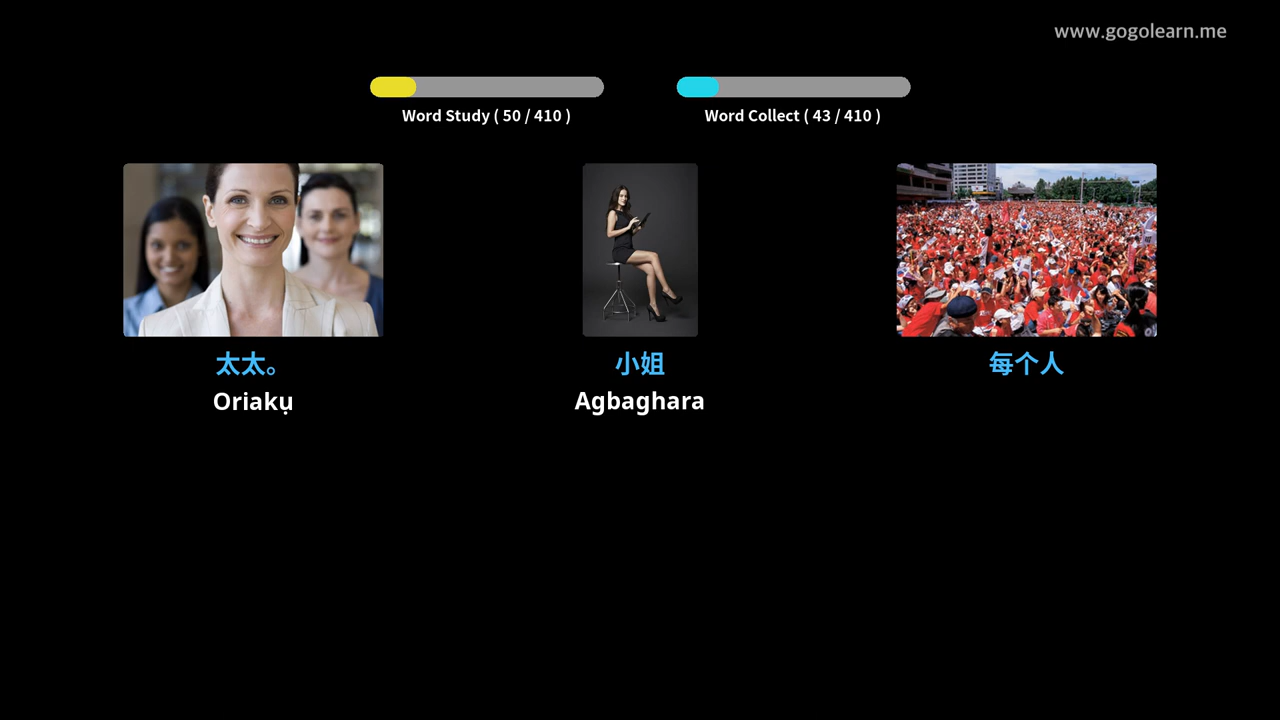 www.gogolearn.me
Word Study ( 50 / 410 )
Word Collect ( 43 / 410 )
太太。
小姐
每个人
Oriakụ
Agbaghara